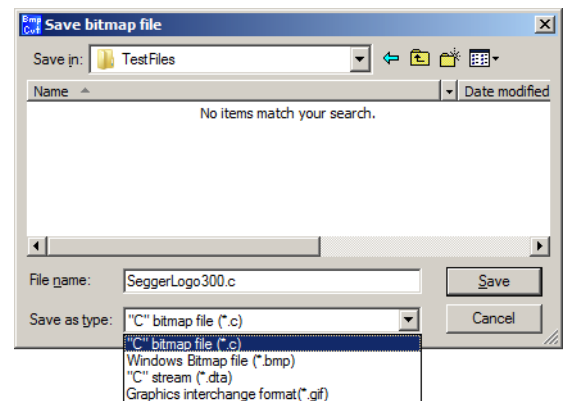 Bmp Cvt Save bitmap file
Save in: TestFiles
Name Date modified
No items match your search.
File name: SeggerLogo300.c Save
Save as type: "C" bitmap file (*.c) Cancel
"C" bitmap file (*.c)
Windows Bitmap file (*.bmp)
"C" stream (*.dta)
Graphics interchange format(*.gif)